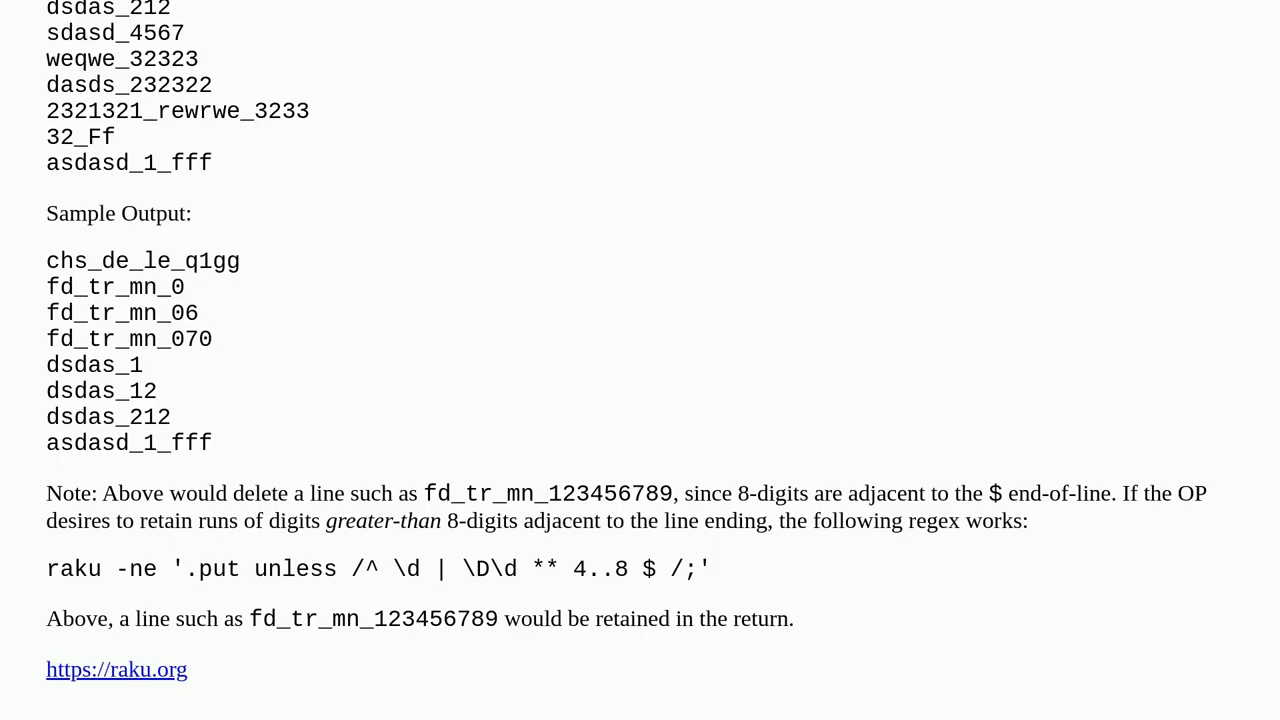 dsdas_212
sdasd_4567
weqwe_32323
dasds_232322
2321321_rewrwe_3233
32_Ff
asdasd_1_fff
Sample Output:
chs_de_le_q1gg
fd_tr_mn_0
fd_tr_mn_06
fd_tr_mn_070
dsdas_1
dsdas_12
dsdas_212
asdasd_1_fff
Note: Above would delete a line such as fd_tr_mn_123456789, since 8-digits are adjacent to the $ end-of-line. If the OP
desires to retain runs of digits greater-than 8-digits adjacent to the line ending, the following regex works:
raku -ne '.put unless /^ \d | \D\d ** 4..8 $ /;'
Above, a line such as fd_tr_mn_123456789 would be retained in the return.
https://raku.org